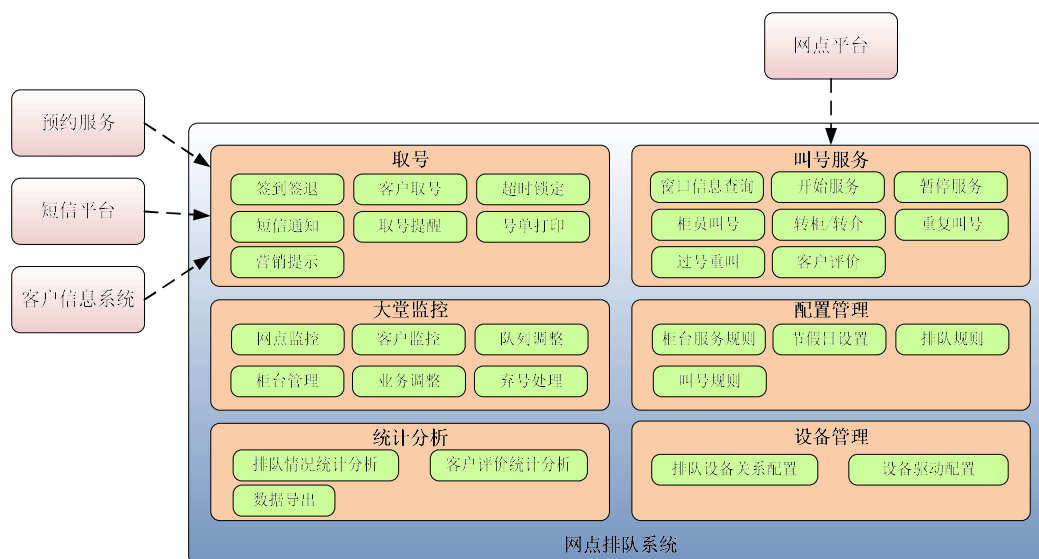 网点平台
预约服务
短信平台
客户信息系统
取号
签到签退
客户取号
超时锁定
短信通知
取号提醒
号单打印
营销提示
叫号服务
窗口信息查询
开始服务
暂停服务
柜员叫号
转柜/转介
重复叫号
过号重叫
客户评价
大堂监控
网点监控
客户监控
队列调整
柜台管理
业务调整
弃号处理
配置管理
柜台服务规则
节假日设置
排队规则
叫号规则
统计分析
排队情况统计分析
客户评价统计分析
数据导出
设备管理
排队设备关系配置
设备驱动配置
网点排队系统